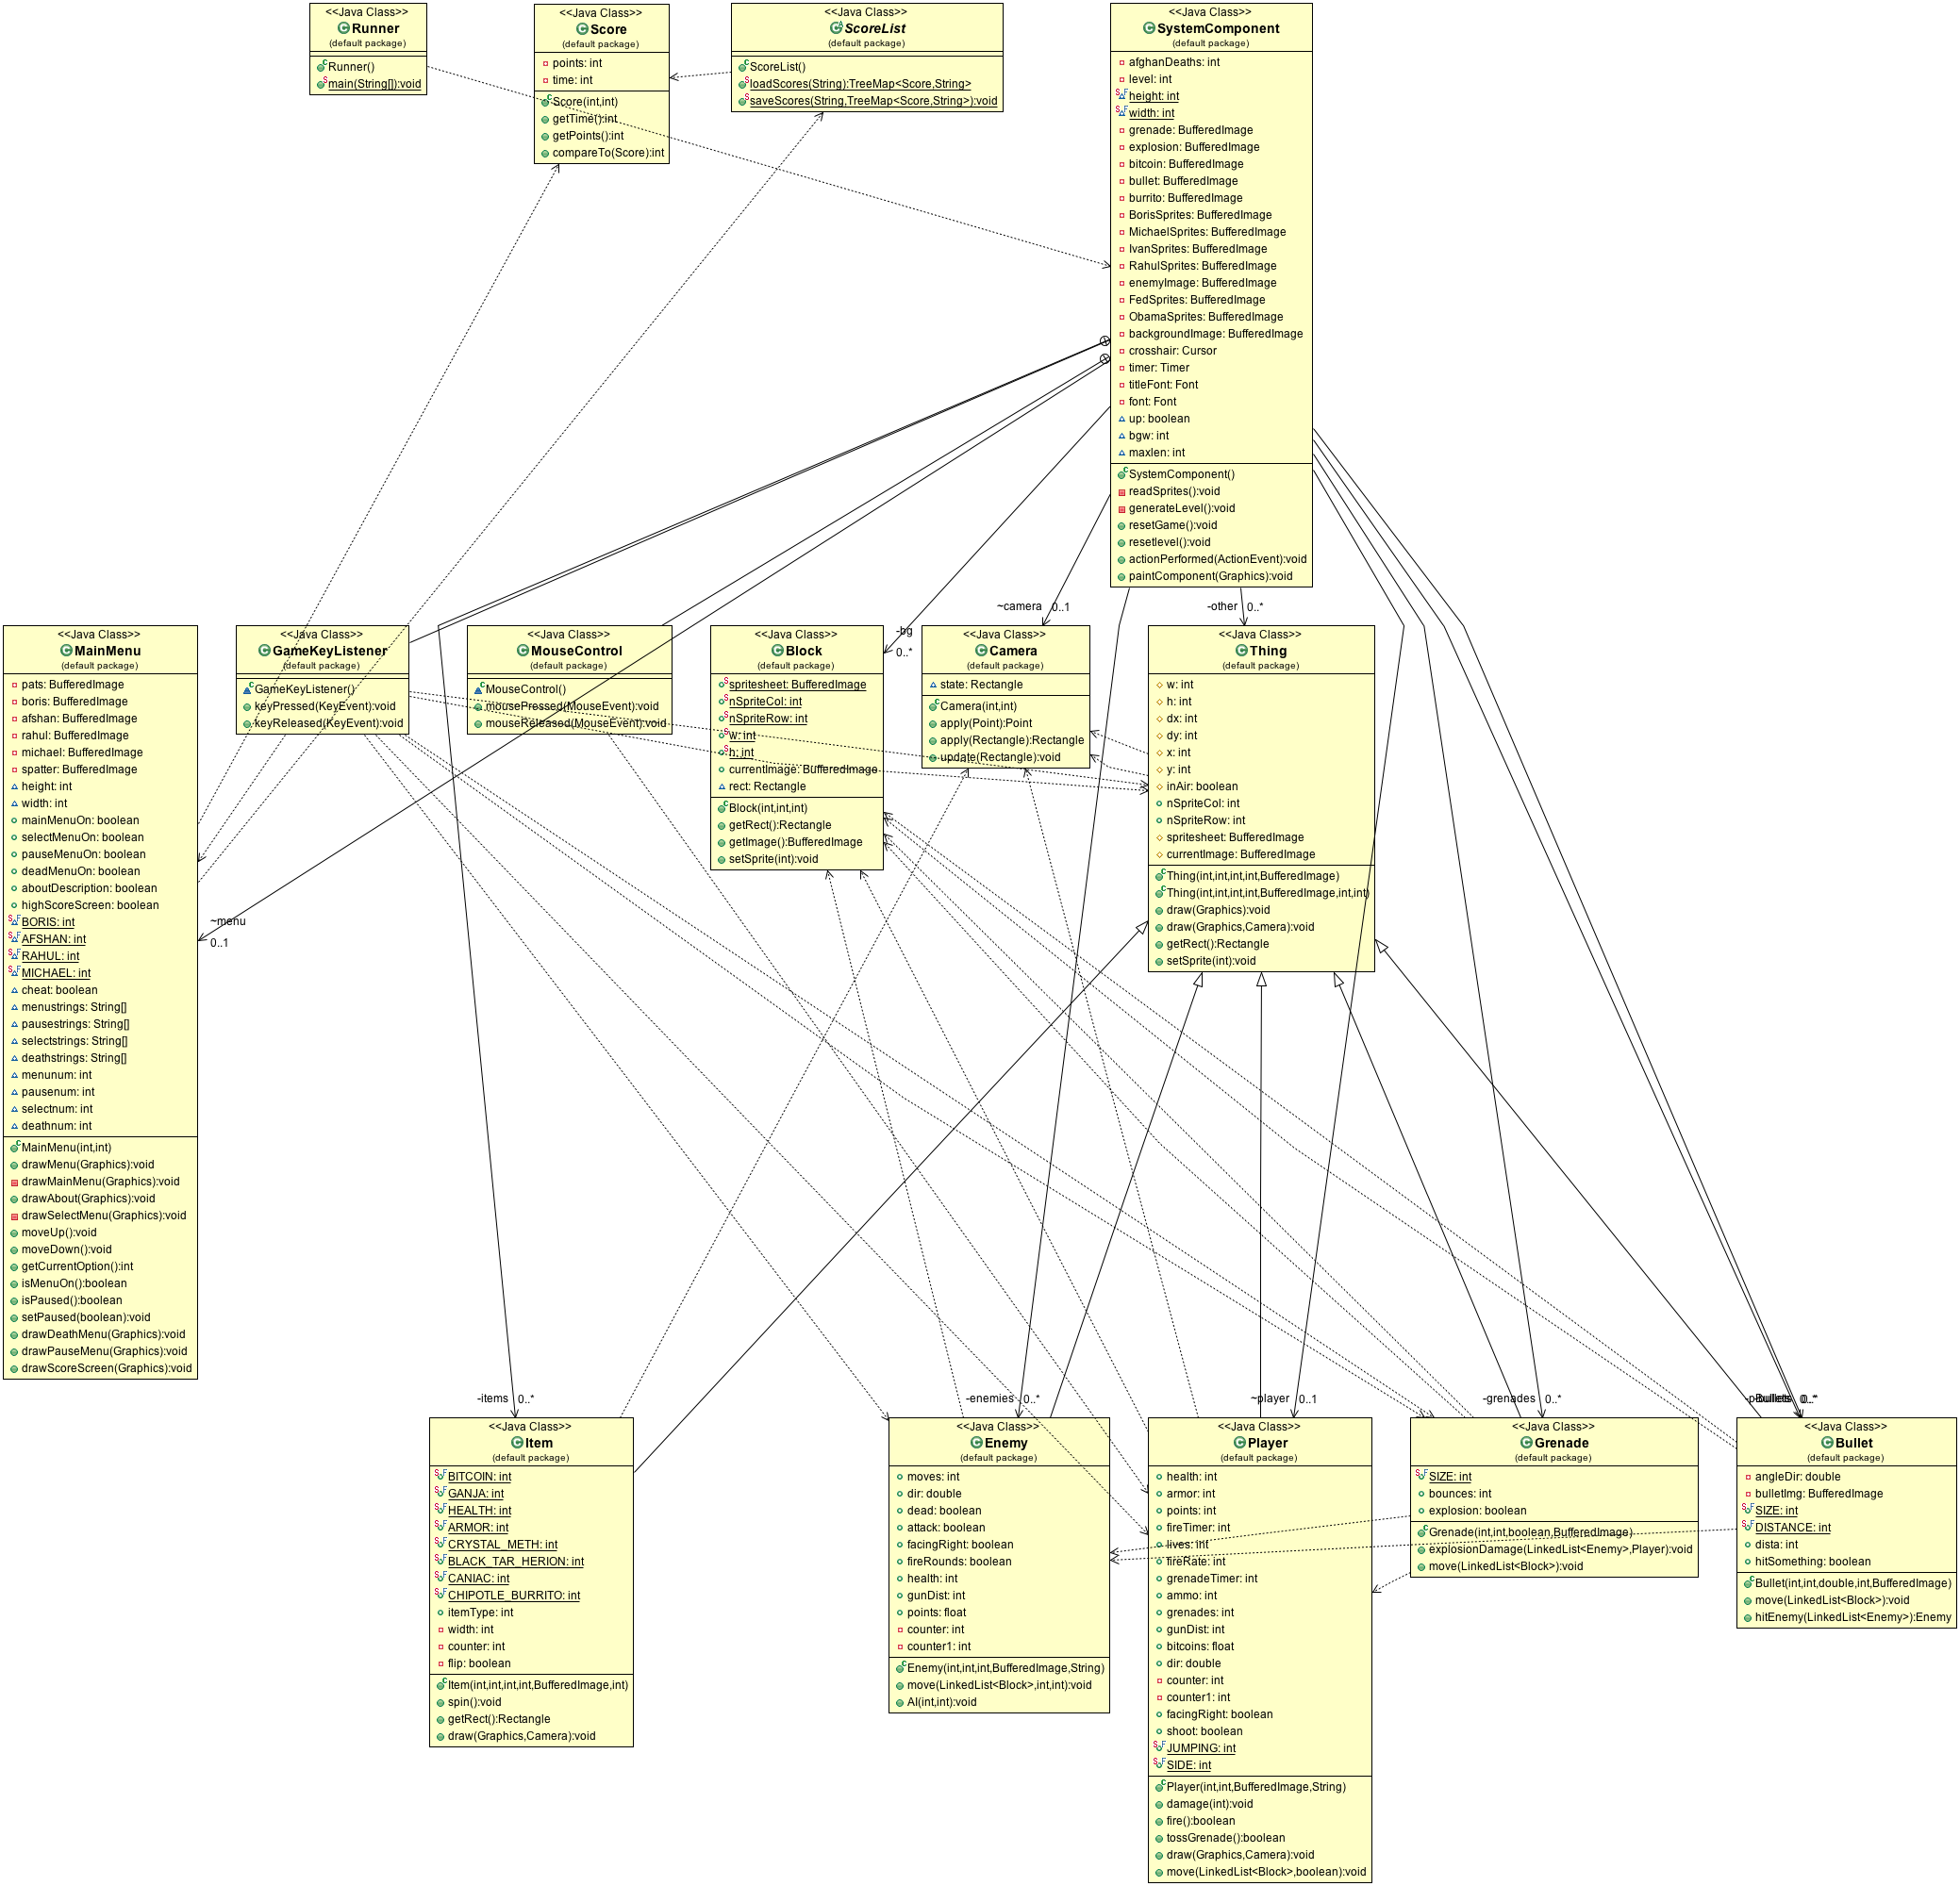 <<Java Class>>
Runner
(default package)
Runner()
main(String[]):void
<<Java Class>>
Score
(default package)
points: int
time: int
Score(int,int)
getTime():int
getPoints():int
compareTo(Score):int
<<Java Class>>
ScoreList
(default package)
ScoreList()
loadScores(String):TreeMap<Score,String>
saveScores(String,TreeMap<Score,String>):void
<<Java Class>>
SystemComponent
(default package)
afghanDeaths: int
level: int
height: int
width: int
grenade: BufferedImage
explosion: BufferedImage
bitcoin: BufferedImage
bullet: BufferedImage
burrito: BufferedImage
BorisSprites: BufferedImage
MichaelSprites: BufferedImage
IvanSprites: BufferedImage
RahulSprites: BufferedImage
enemyImage: BufferedImage
FedSprites: BufferedImage
ObamaSprites: BufferedImage
backgroundImage: BufferedImage
crosshair: Cursor
timer: Timer
titleFont: Font
font: Font
up: boolean
bgw: int
maxlen: int
SystemComponent()
readSprites():void
generateLevel():void
resetGame():void
resetlevel():void
actionPerformed(ActionEvent):void
paintComponent(Graphics):void
~camera
0..1
-other
0..*
-bg
0..*
<<Java Class>>
MainMenu
(default package)
pats: BufferedImage
boris: BufferedImage
afshan: BufferedImage
rahul: BufferedImage
michael: BufferedImage
spatter: BufferedImage
height: int
width: int
mainMenuOn: boolean
selectMenuOn: boolean
pauseMenuOn: boolean
deadMenuOn: boolean
aboutDescription: boolean
highScoreScreen: boolean
BORIS: int
AFSHAN: int
RAHUL: int
MICHAEL: int
cheat: boolean
menustrings: String[]
pausestrings: String[]
selectstrings: String[]
deathstrings: String[]
menunum: int
pausenum: int
selectnum: int
deathnum: int
MainMenu(int,int)
drawMenu(Graphics):void
drawMainMenu(Graphics):void
drawAbout(Graphics):void
drawSelectMenu(Graphics):void
moveUp():void
moveDown():void
getCurrentOption():int
isMenuOn():boolean
isPaused():boolean
setPaused(boolean):void
drawDeathMenu(Graphics):void
drawPauseMenu(Graphics):void
drawScoreScreen(Graphics):void
~menu
0..1
<<Java Class>>
GameKeyListener
(default package)
GameKeyListener()
keyPressed(KeyEvent):void
keyReleased(KeyEvent):void
<<Java Class>>
MouseControl
(default package)
MouseControl()
mousePressed(MouseEvent):void
mouseReleased(MouseEvent):void
<<Java Class>>
Block
(default package)
spritesheet: BufferedImage
nSpriteCol: int
nSpriteRow: int
w: int
h: int
currentImage: BufferedImage
rect: Rectangle
Block(int,int,int)
getRect():Rectangle
getImage():BufferedImage
setSprite(int):void
<<Java Class>>
Camera
(default package)
state: Rectangle
Camera(int,int)
apply(Point):Point
apply(Rectangle):Rectangle
update(Rectangle):void
<<Java Class>>
Thing
(default package)
w: int
h: int
dx: int
dy: int
x: int
y: int
inAir: boolean
nSpriteCol: int
nSpriteRow: int
spritesheet: BufferedImage
currentImage: BufferedImage
Thing(int,int,int,int,BufferedImage)
Thing(int,int,int,int,BufferedImage,int,int)
draw(Graphics):void
draw(Graphics,Camera):void
getRect():Rectangle
setSprite(int):void
-items
0..*
<<Java Class>>
Item
(default package)
BITCOIN: int
GANJA: int
HEALTH: int
ARMOR: int
CRYSTAL_METH: int
BLACK_TAR_HERION: int
CANIAC: int
CHIPOTLE_BURRITO: int
itemType: int
width: int
counter: int
flip: boolean
Item(int,int,int,int,BufferedImage,int)
spin():void
getRect():Rectangle
draw(Graphics,Camera):void
-enemies
0..*
<<Java Class>>
Enemy
(default package)
moves: int
dir: double
dead: boolean
attack: boolean
facingRight: boolean
fireRounds: boolean
health: int
gunDist: int
points: float
counter: int
counter1: int
Enemy(int,int,int,BufferedImage,String)
move(LinkedList<Block>,int,int):void
AI(int,int):void
~player
0..1
<<Java Class>>
Player
(default package)
health: int
armor: int
points: int
fireTimer: int
lives: int
fireRate: int
grenadeTimer: int
ammo: int
grenades: int
gunDist: int
bitcoins: float
dir: double
counter: int
counter1: int
facingRight: boolean
shoot: boolean
JUMPING: int
SIDE: int
Player(int,int,BufferedImage,String)
damage(int):void
fire():boolean
tossGrenade():boolean
draw(Graphics,Camera):void
move(LinkedList<Block>,boolean):void
-grenades
0..*
<<Java Class>>
Grenade
(default package)
SIZE: int
bounces: int
explosion: boolean
Grenade(int,int,boolean,BufferedImage)
explosionDamage(LinkedList<Enemy>,Player):void
move(LinkedList<Block>):void
0..*
<<Java Class>>
Bullet
(default package)
angleDir: double
bulletImg: BufferedImage
SIZE: int
DISTANCE: int
dista: int
hitSomething: boolean
Bullet(int,int,double,int,BufferedImage)
move(LinkedList<Block>):void
hitEnemy(LinkedList<Enemy>):Enemy